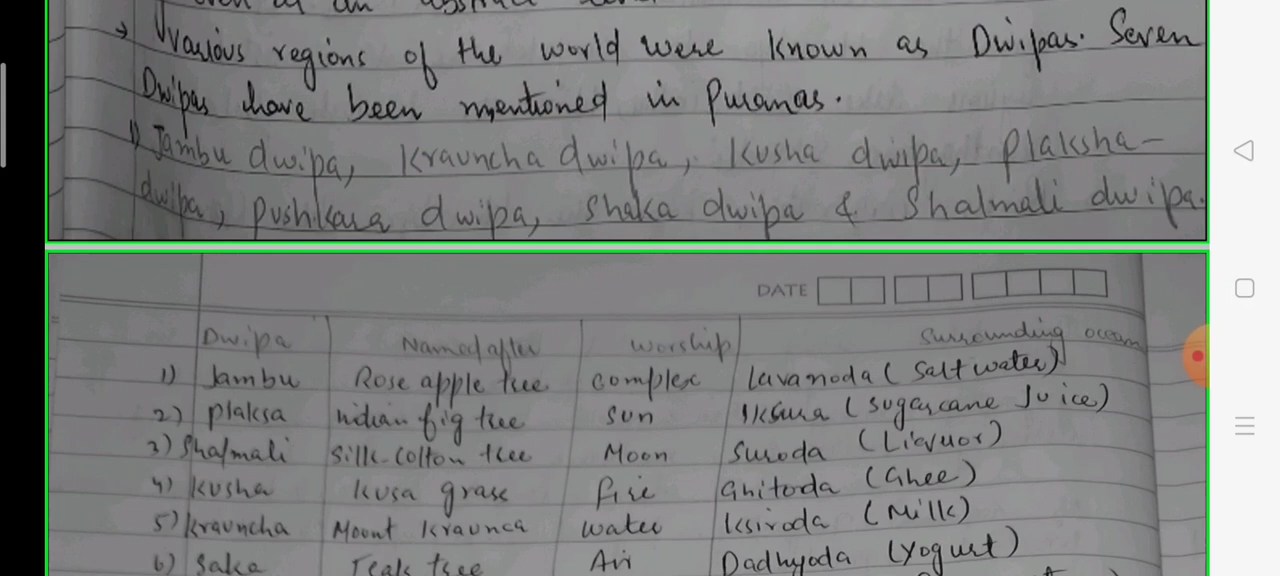 → Various regions of the world were known as Dwipas. Seven
Dwipas have been mentioned in Puranas.
1) Jambu dwipa, Krauncha dwipa, Kusha dwipa, Plaksha-
dwipa, Pushkara dwipa, Shaka dwipa & Shalmali dwipa.
DATE
Dwipa Named after worship Surrounding ocean
1) Jambu Rose apple tree complex Lavanoda (Salt water)
2) Plaksa Indian fig tree Sun Iksura (Sugarcane Juice)
3) Shalmali Silk-Cotton tree Moon Suroda (Liquor)
4) Kusha Kusa grass fire Ghitoda (Ghee)
5) Krauncha Mount Kraunca water Ksiroda (Milk)
6) Saka Teak tree Air Dadhyoda (Yogurt)